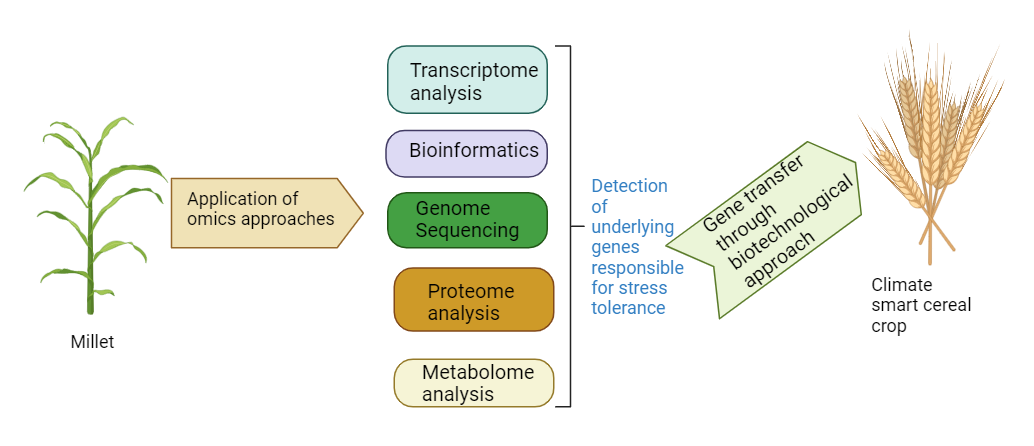 Millet
Application of
omics approaches
Transcriptome
analysis
Bioinformatics
Genome
Sequencing
Proteome
analysis
Metabolome
analysis
Detection
of
underlying
genes
responsible
for stress
tolerance
Gene transfer
through
biotechnological
approach
Climate
smart cereal
crop